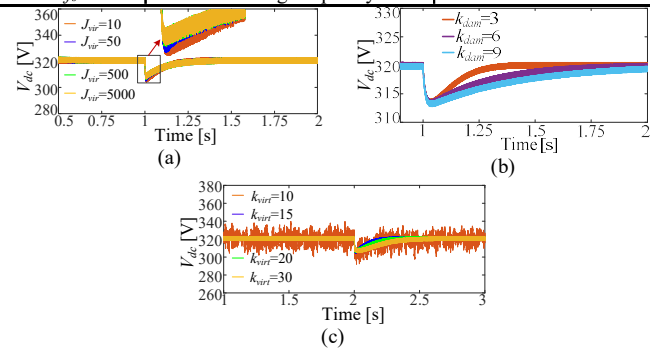 360
340
320
300
280
V_dc [V]
J_vir=10
J_vir=50
J_vir=500
J_vir=5000
0.5 0.75 1 1.25 1.5 1.75 2
Time [s]
(a)
330
325
320
315
310
V_dc [V]
k_dam=3
k_dam=6
k_dam=9
1 1.25 1.5 1.75 2
Time [s]
(b)
380
360
340
320
300
280
260
V_dc [V]
k_virt=10
k_virt=15
k_virt=20
k_virt=30
1 1.5 2 2.5 3
Time [s]
(c)